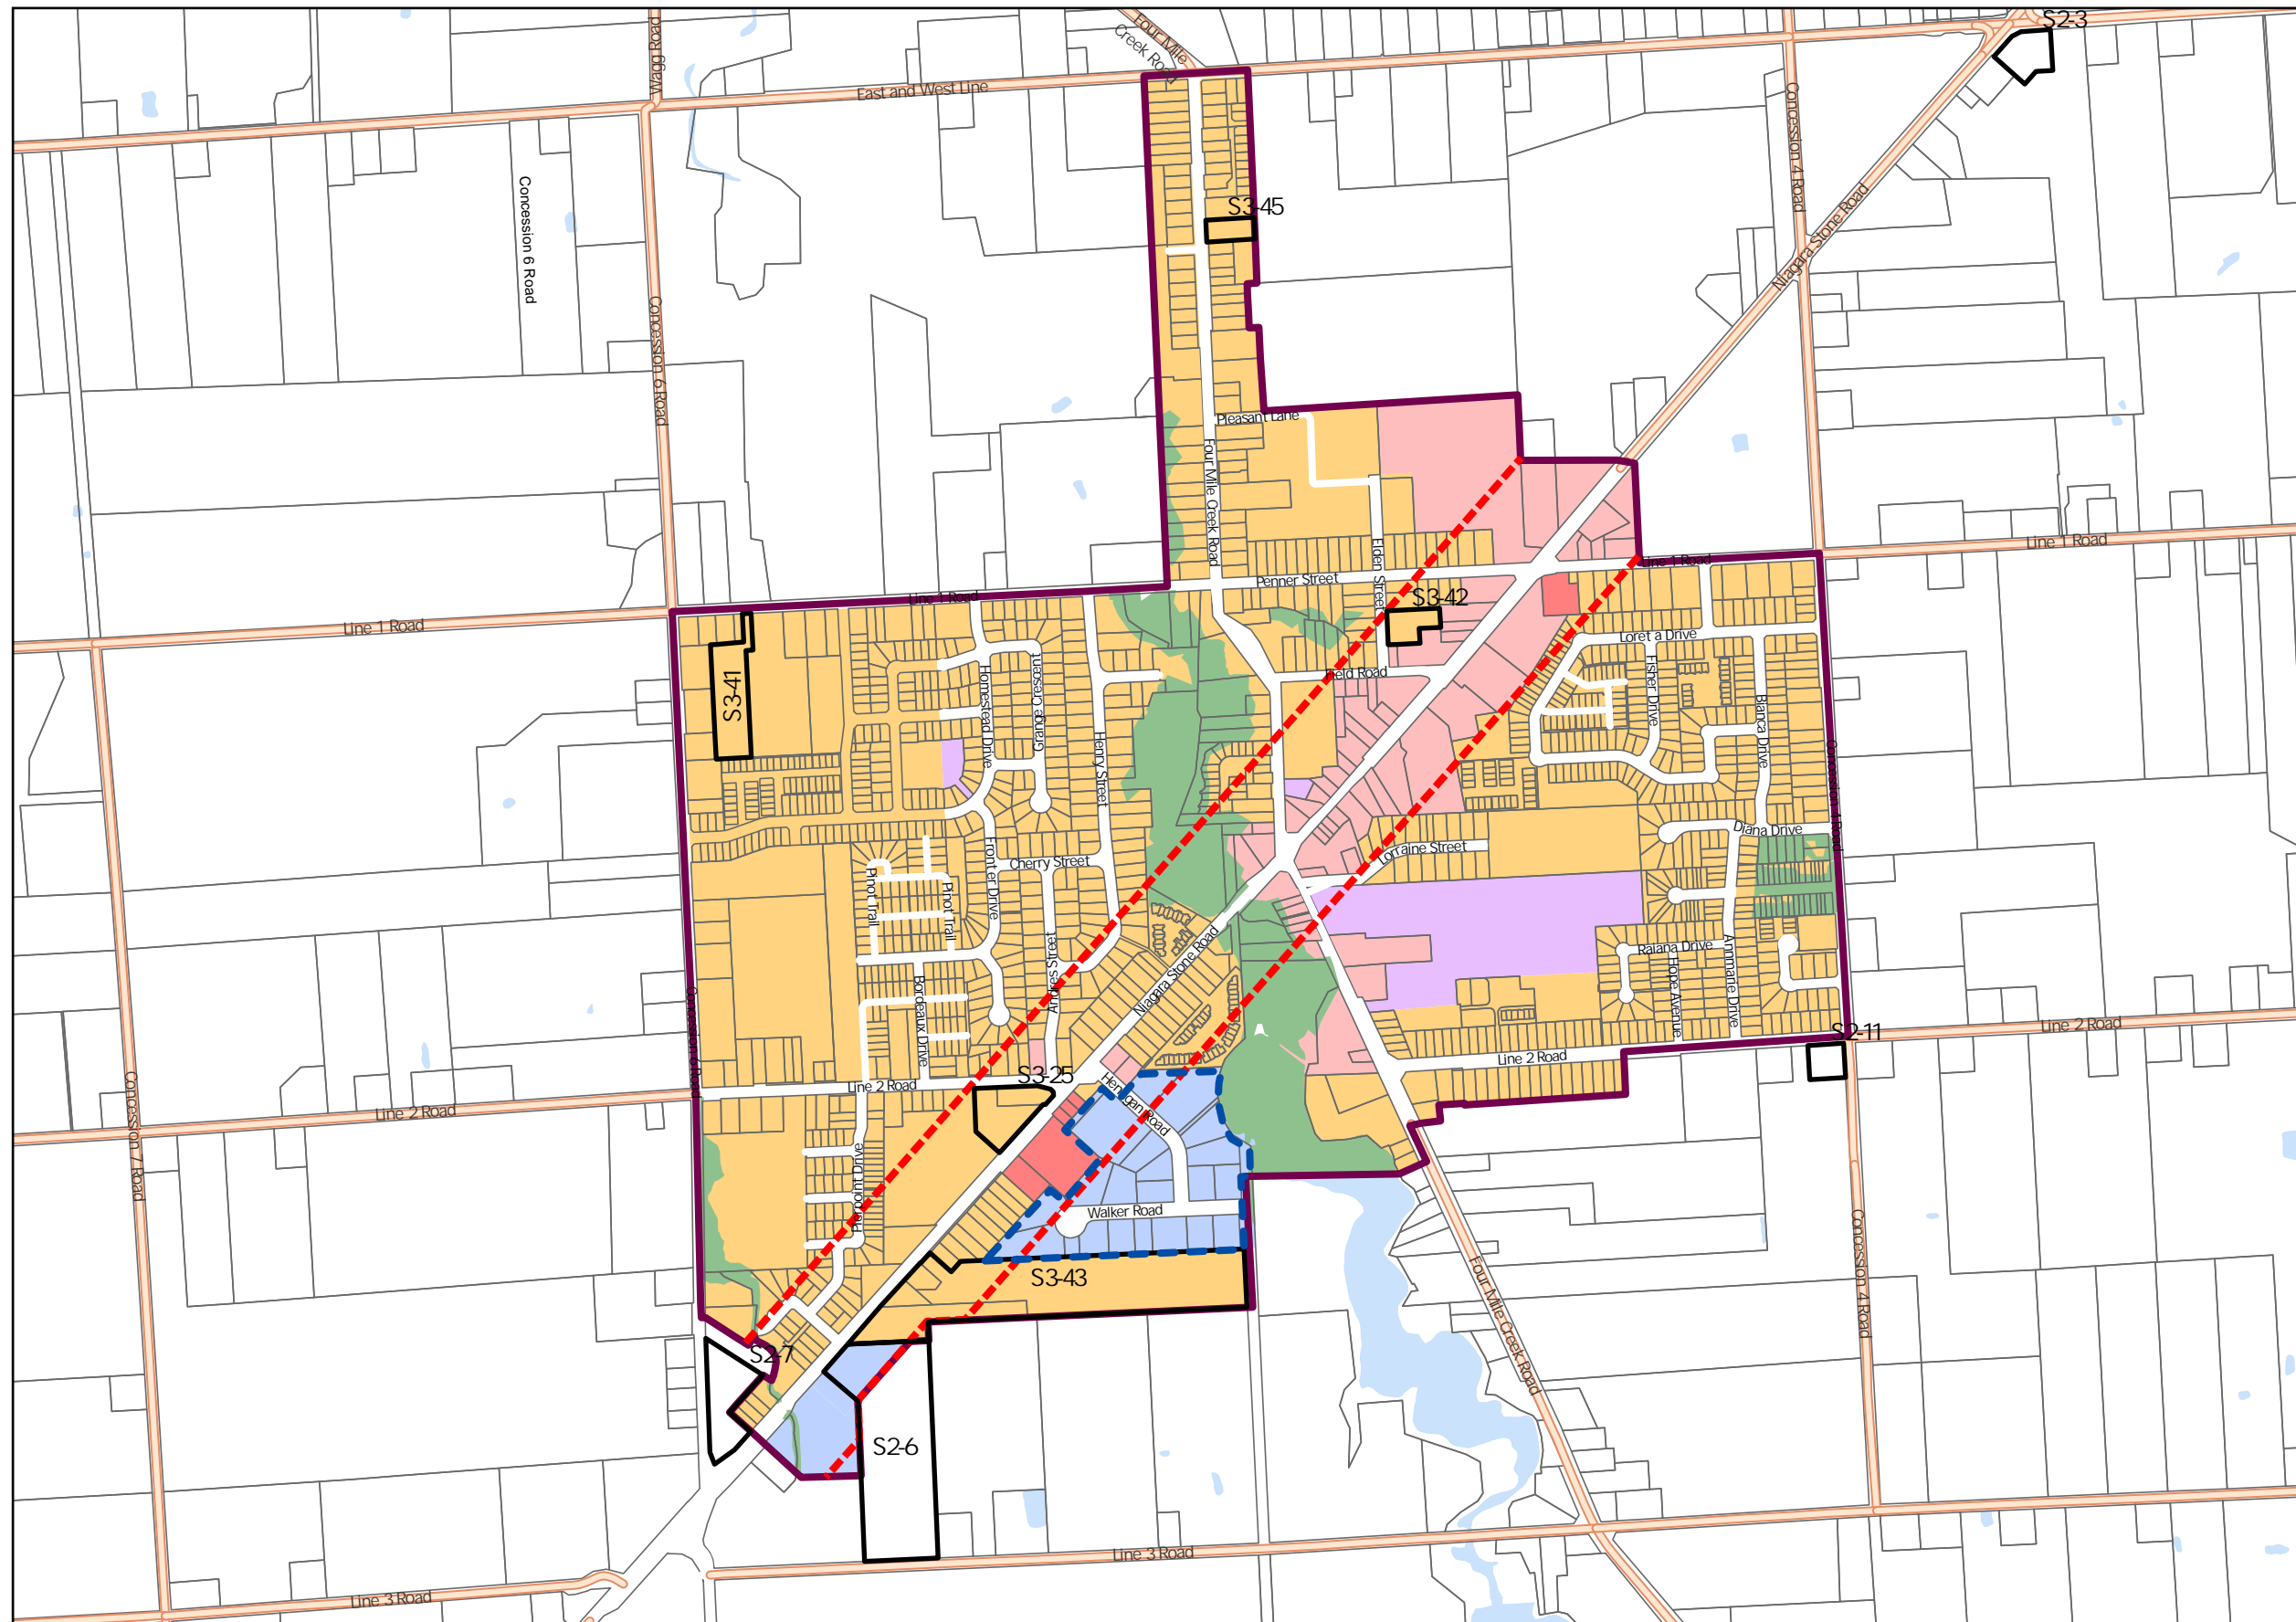 S2-3
Four Mile
Creek Road
Wagg Road
East and West Line
Concession 4 Road
Niagara Stone Road
Concession 6 Road
S3-45
Concession 6 Road
Pleasant Lane
Four Mile Creek Road
Elden Street
Penner Street
Line 1 Road
Line 1 Road
Line 1 Road
Line 1 Road
S3-42
Loreta Drive
Field Road
S3-41
Homestead Drive
Grange Crescent
Henry Street
Fisher Drive
Bianca Drive
Concession 4 Road
Diana Drive
Lorraine Street
Cherry Street
Frontier Drive
Pinot Trail
Pinot Trail
Andres Street
Niagara Stone Road
Raiana Drive
Hope Avenue
Annmarie Drive
Bordeaux Drive
Concession 6 Road
S2-11
Line 2 Road
Line 2 Road
Line 2 Road
Line 2 Road
S3-25
Concession 7 Road
Pierpoint Drive
Walker Road
S3-43
Four Mile Creek Road
Concession 4 Road
S2-7
S2-6
Line 3 Road
Line 3 Road